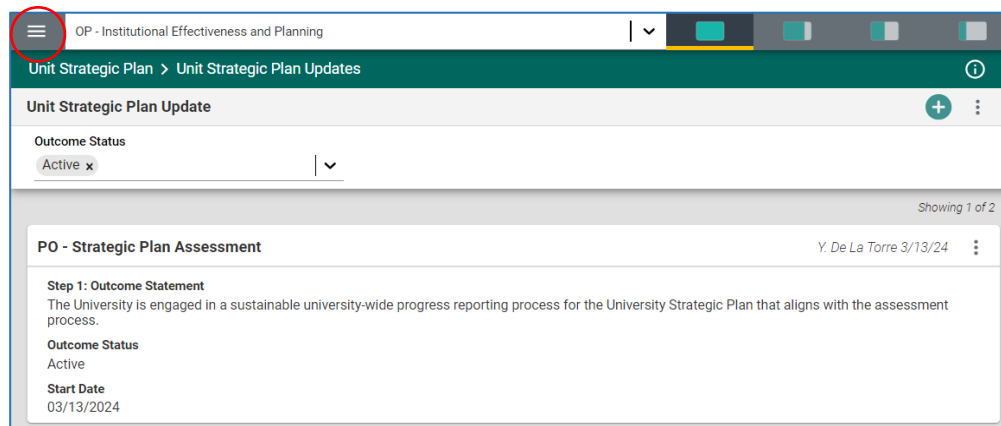 OP - Institutional Effectiveness and Planning
Unit Strategic Plan > Unit Strategic Plan Updates
Unit Strategic Plan Update
Outcome Status
Active x
Showing 1 of 2
PO - Strategic Plan Assessment
Y. De La Torre 3/13/24
Step 1: Outcome Statement
The University is engaged in a sustainable university-wide progress reporting process for the University Strategic Plan that aligns with the assessment
process.
Outcome Status
Active
Start Date
03/13/2024